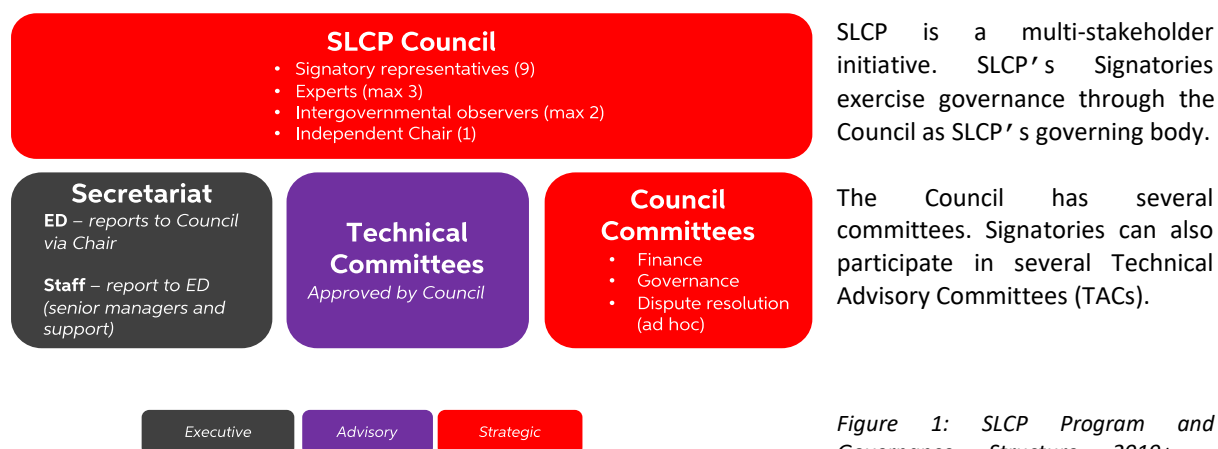 SLCP Council
• Signatory representatives (9)
• Experts (max 3)
• Intergovernmental observers (max 2)
• Independent Chair (1)
Secretariat
ED – reports to Council
via Chair
Staff – report to ED
(senior managers and
support)
Technical
Committees
Approved by Council
Council
Committees
• Finance
• Governance
• Dispute resolution
(ad hoc)
Executive
Advisory
Strategic
SLCP is a multi-stakeholder
initiative. SLCP’s Signatories
exercise governance through the
Council as SLCP’s governing body.
The Council has several
committees. Signatories can also
participate in several Technical
Advisory Committees (TACs).
Figure 1: SLCP Program and
Governance Structure